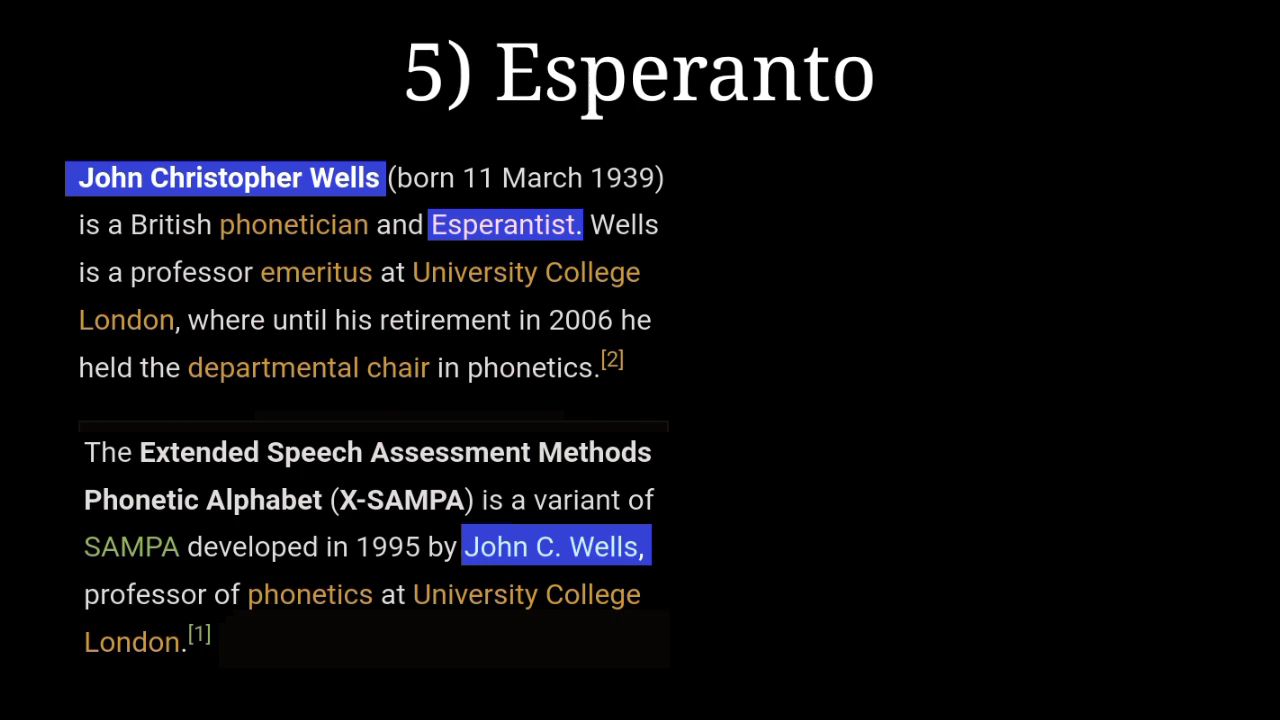 5) Esperanto
John Christopher Wells (born 11 March 1939)
is a British phonetician and Esperantist. Wells
is a professor emeritus at University College
London, where until his retirement in 2006 he
held the departmental chair in phonetics.[2]
The Extended Speech Assessment Methods
Phonetic Alphabet (X-SAMPA) is a variant of
SAMPA developed in 1995 by John C. Wells,
professor of phonetics at University College
London.[1]